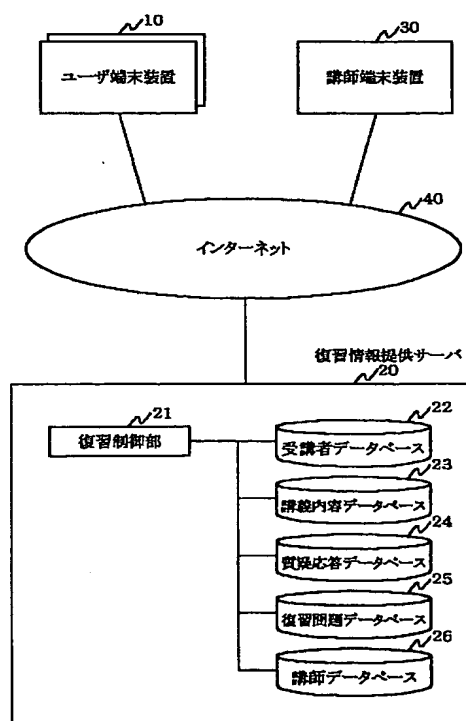 10
ユーザ端末装置
30
講師端末装置
40
インターネット
復習情報提供サーバ
20
21
復習制御部
22
受講者データベース
23
講義内容データベース
24
質疑応答データベース
25
復習問題データベース
26
講師データベース